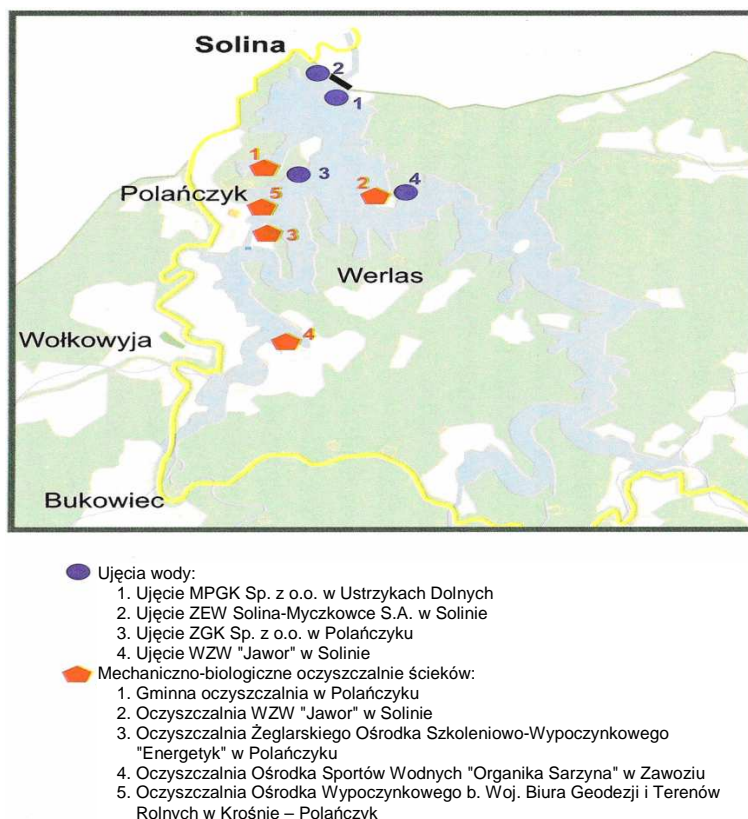 Solina
2
1
1
3
2
4
Polańczyk
5
3
Werlas
Wołkowyja
4
Bukowiec
Ujęcia wody:
1. Ujęcie MPGK Sp. z o.o. w Ustrzykach Dolnych
2. Ujęcie ZEW Solina-Myczkowce S.A. w Solinie
3. Ujęcie ZGK Sp. z o.o. w Polańczyku
4. Ujęcie WZW "Jawor" w Solinie
Mechaniczno-biologiczne oczyszczalnie ścieków:
1. Gminna oczyszczalnia w Polańczyku
2. Oczyszczalnia WZW "Jawor" w Solinie
3. Oczyszczalnia Żeglarskiego Ośrodka Szkoleniowo-Wypoczynkowego
"Energetyk" w Polańczyku
4. Oczyszczalnia Ośrodka Sportów Wodnych "Organika Sarzyna" w Zawoziu
5. Oczyszczalnia Ośrodka Wypoczynkowego b. Woj. Biura Geodezji i Terenów
Rolnych w Krośnie – Polańczyk